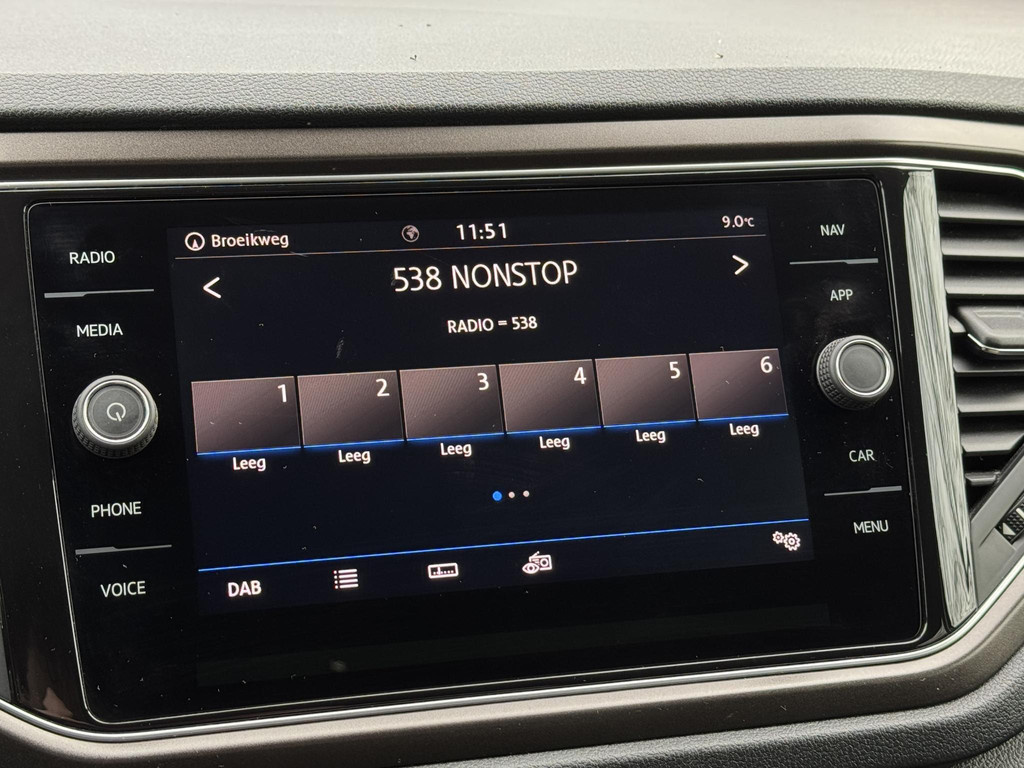 RADIO
MEDIA
PHONE
VOICE
Broeikweg
11:51
9.0°C
<
538 NONSTOP
>
RADIO = 538
1
2
3
4
5
6
Leeg
Leeg
Leeg
Leeg
Leeg
Leeg
DAB
NAV
APP
CAR
MENU